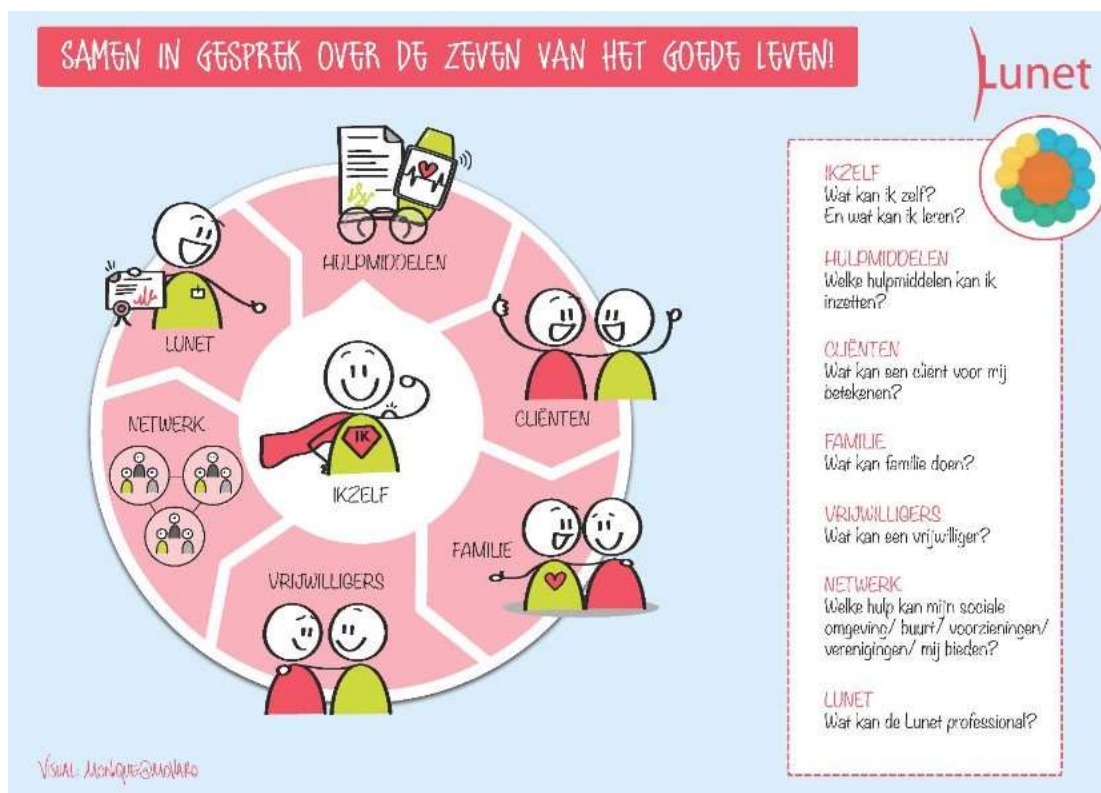 SAMEN IN GESPREK OVER DE ZEVEN VAN HET GOEDE LEVEN!
Lunet
HULPMIDDELEN
LUNET
CLIËNTEN
NETWERK
IK
IKZELF
FAMILIE
VRIJWILLIGERS
IKZELF
Wat kan ik zelf?
En wat kan ik leren?
HULPMIDDELEN
Welke hulpmiddelen kan ik
inzetten?
CLIËNTEN
Wat kan een cliënt voor mij
betekenen?
FAMILIE
Wat kan familie doen?
VRIJWILLIGERS
Wat kan een vrijwilliger?
NETWERK
Welke hulp kan mijn sociale
omgeving/ buurt/ voorzieningen/
verenigingen/ mij bieden?
LUNET
Wat kan de Lunet professional?
VISUAL: MONIQUE@MOVARO